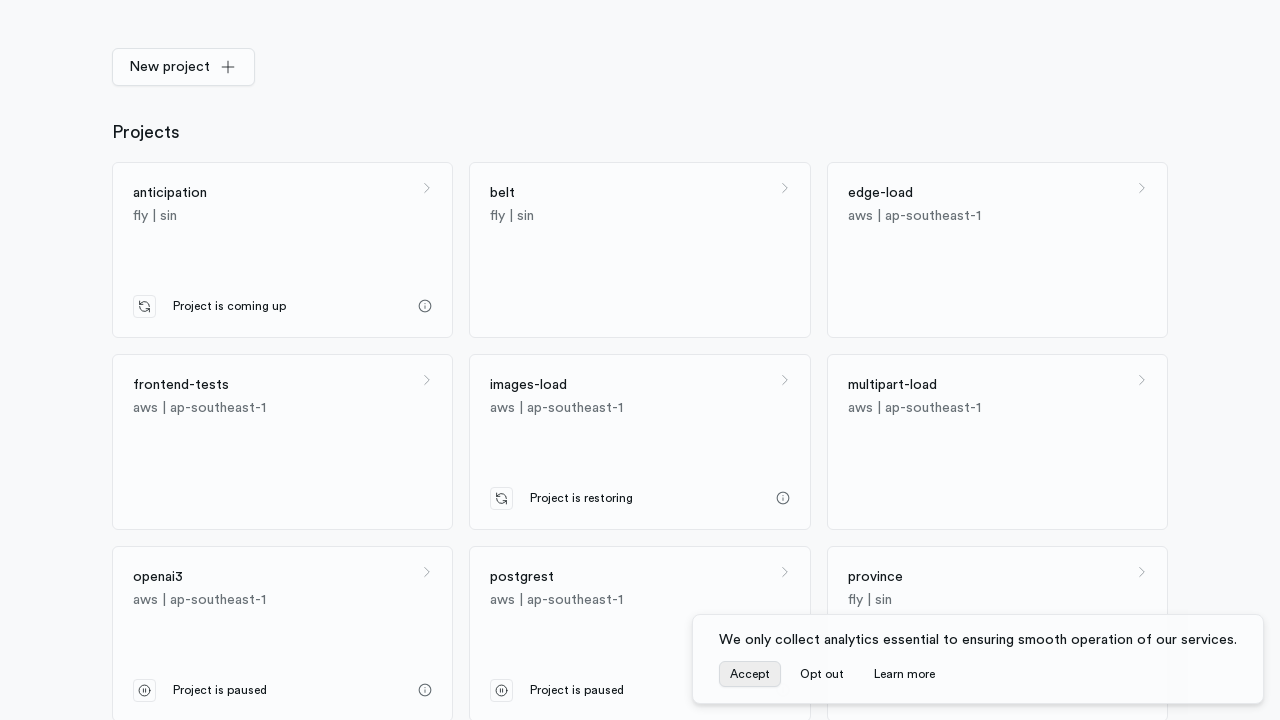 New project
Projects
anticipation
fly | sin
Project is coming up
belt
fly | sin
edge-load
aws | ap-southeast-1
frontend-tests
aws | ap-southeast-1
images-load
aws | ap-southeast-1
Project is restoring
multipart-load
aws | ap-southeast-1
openai3
aws | ap-southeast-1
Project is paused
postgrest
aws | ap-southeast-1
Project is paused
province
fly | sin
We only collect analytics essential to ensuring smooth operation of our services.
Accept
Opt out
Learn more